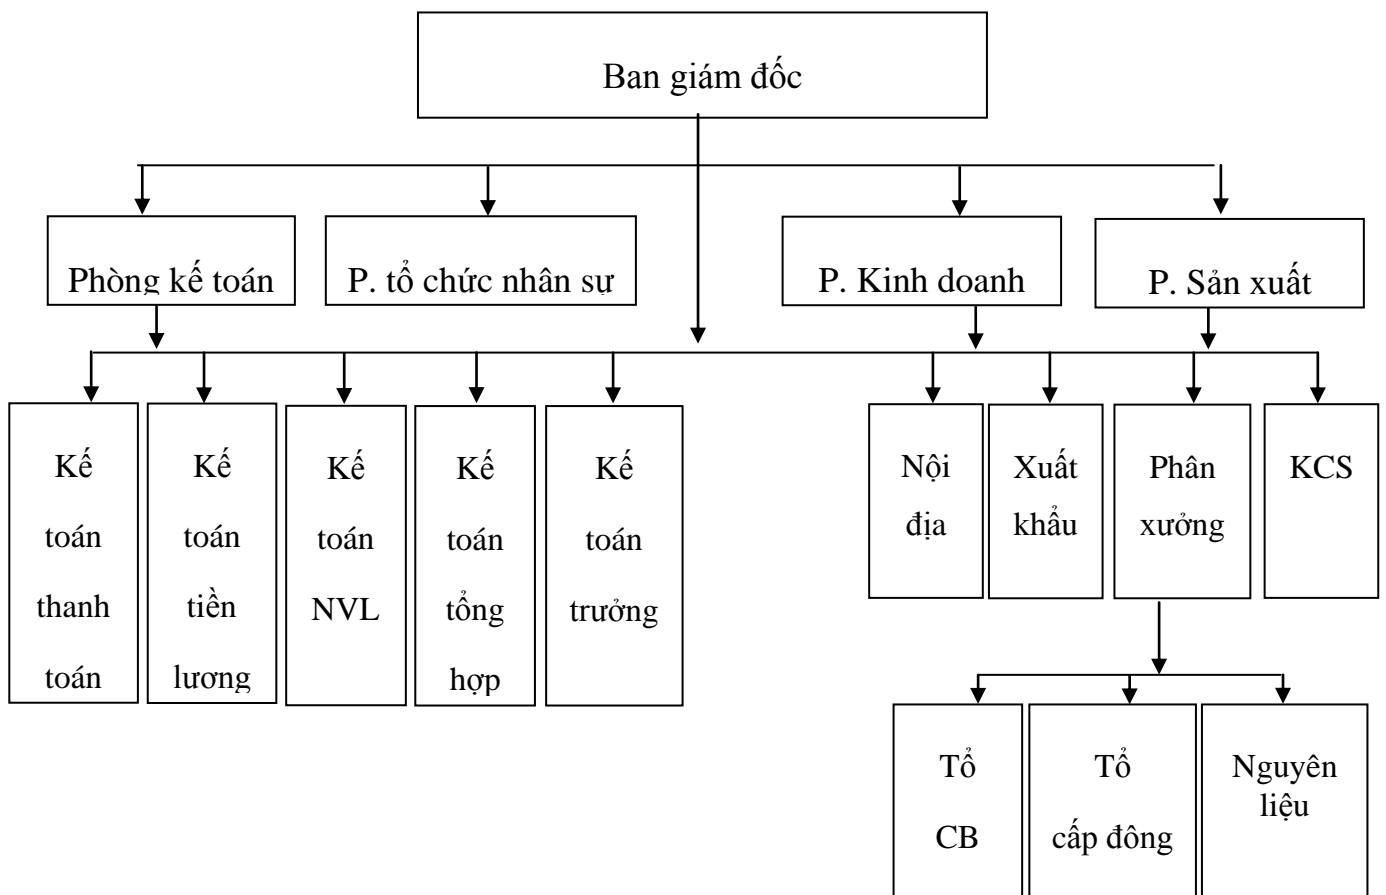 Ban giám đốc
Phòng kế toán
P. tổ chức nhân sự
P. Kinh doanh
P. Sản xuất
Kế
toán
thanh
toán
Kế
toán
tiền
lương
Kế
toán
NVL
Kế
toán
tổng
hợp
Kế
toán
trưởng
Nội
địa
Xuất
khẩu
Phân
xưởng
KCS
Tổ
CB
Tổ
cấp đông
Nguyên
liệu